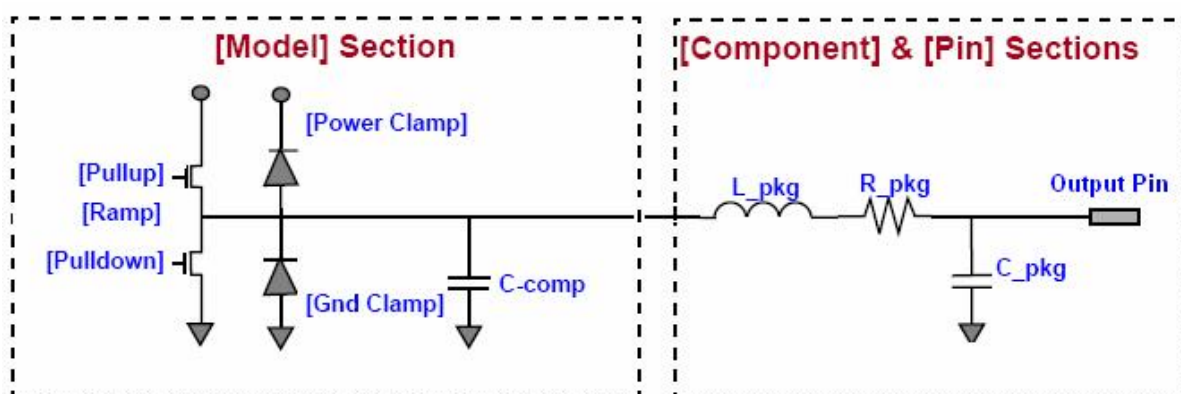 [Model] Section
[Component] & [Pin] Sections
[Power Clamp]
[Pullup]
L_pkg
R_pkg
Output Pin
[Ramp]
[Pulldown]
C-comp
C_pkg
[Gnd Clamp]